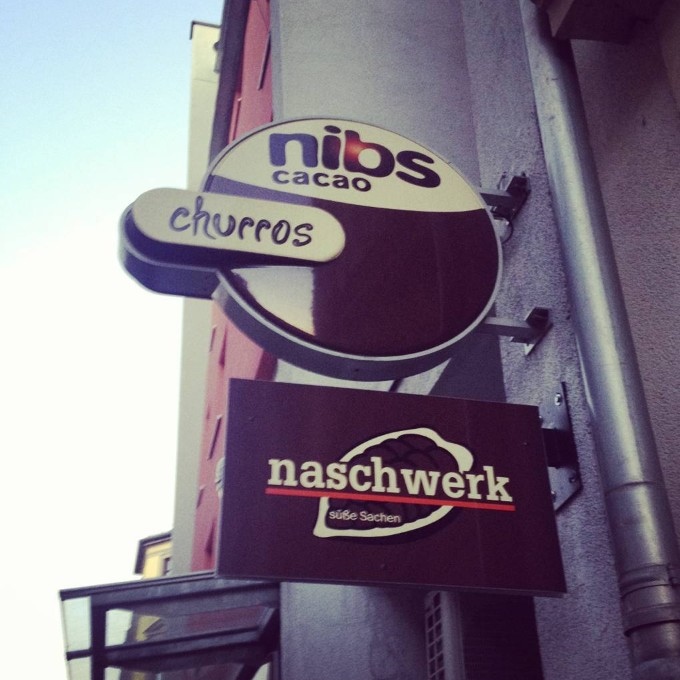 nibs
cacao
churros
naschwerk
süße Sachen